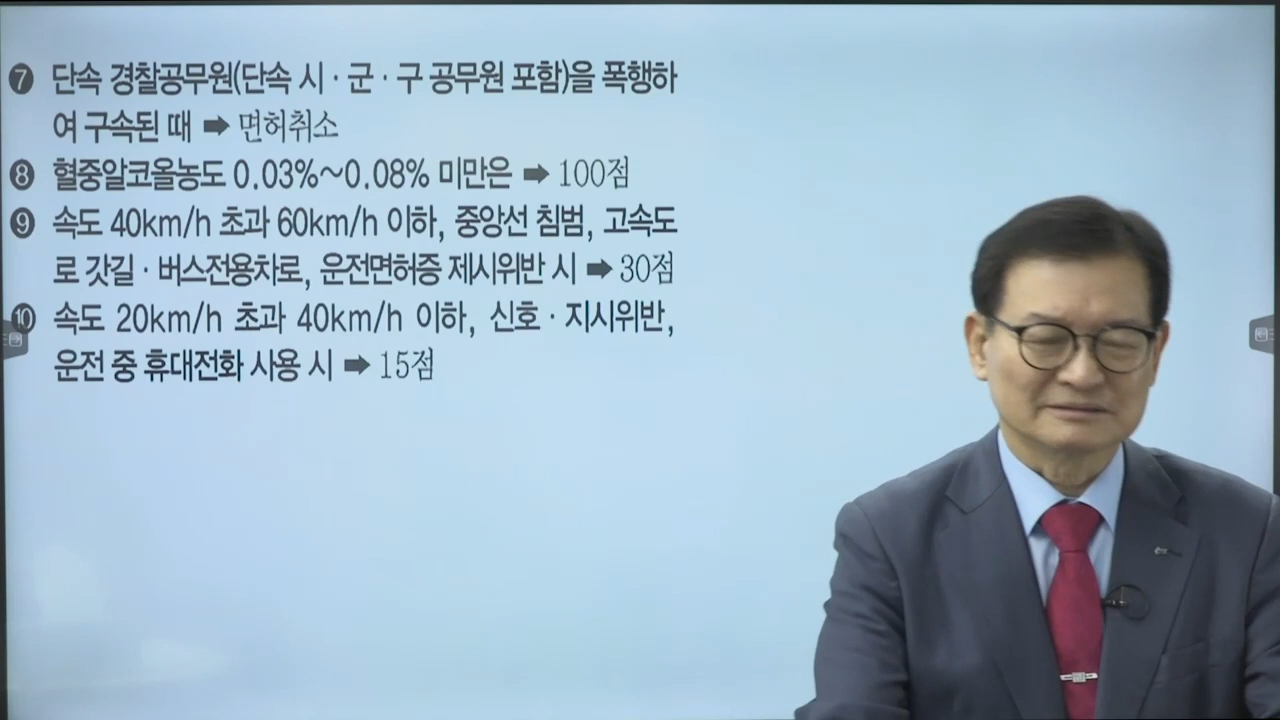 ❼ 단속 경찰공무원(단속 시·군·구 공무원 포함)을 폭행하
여 구속된 때 ➡ 면허취소
❽ 혈중알코올농도 0.03%~0.08% 미만은 ➡ 100점
❾ 속도 40km/h 초과 60km/h 이하, 중앙선 침범, 고속도
로 갓길·버스전용차로, 운전면허증 제시위반 시 ➡ 30점
❿ 속도 20km/h 초과 40km/h 이하, 신호·지시위반,
운전 중 휴대전화 사용 시 ➡ 15점